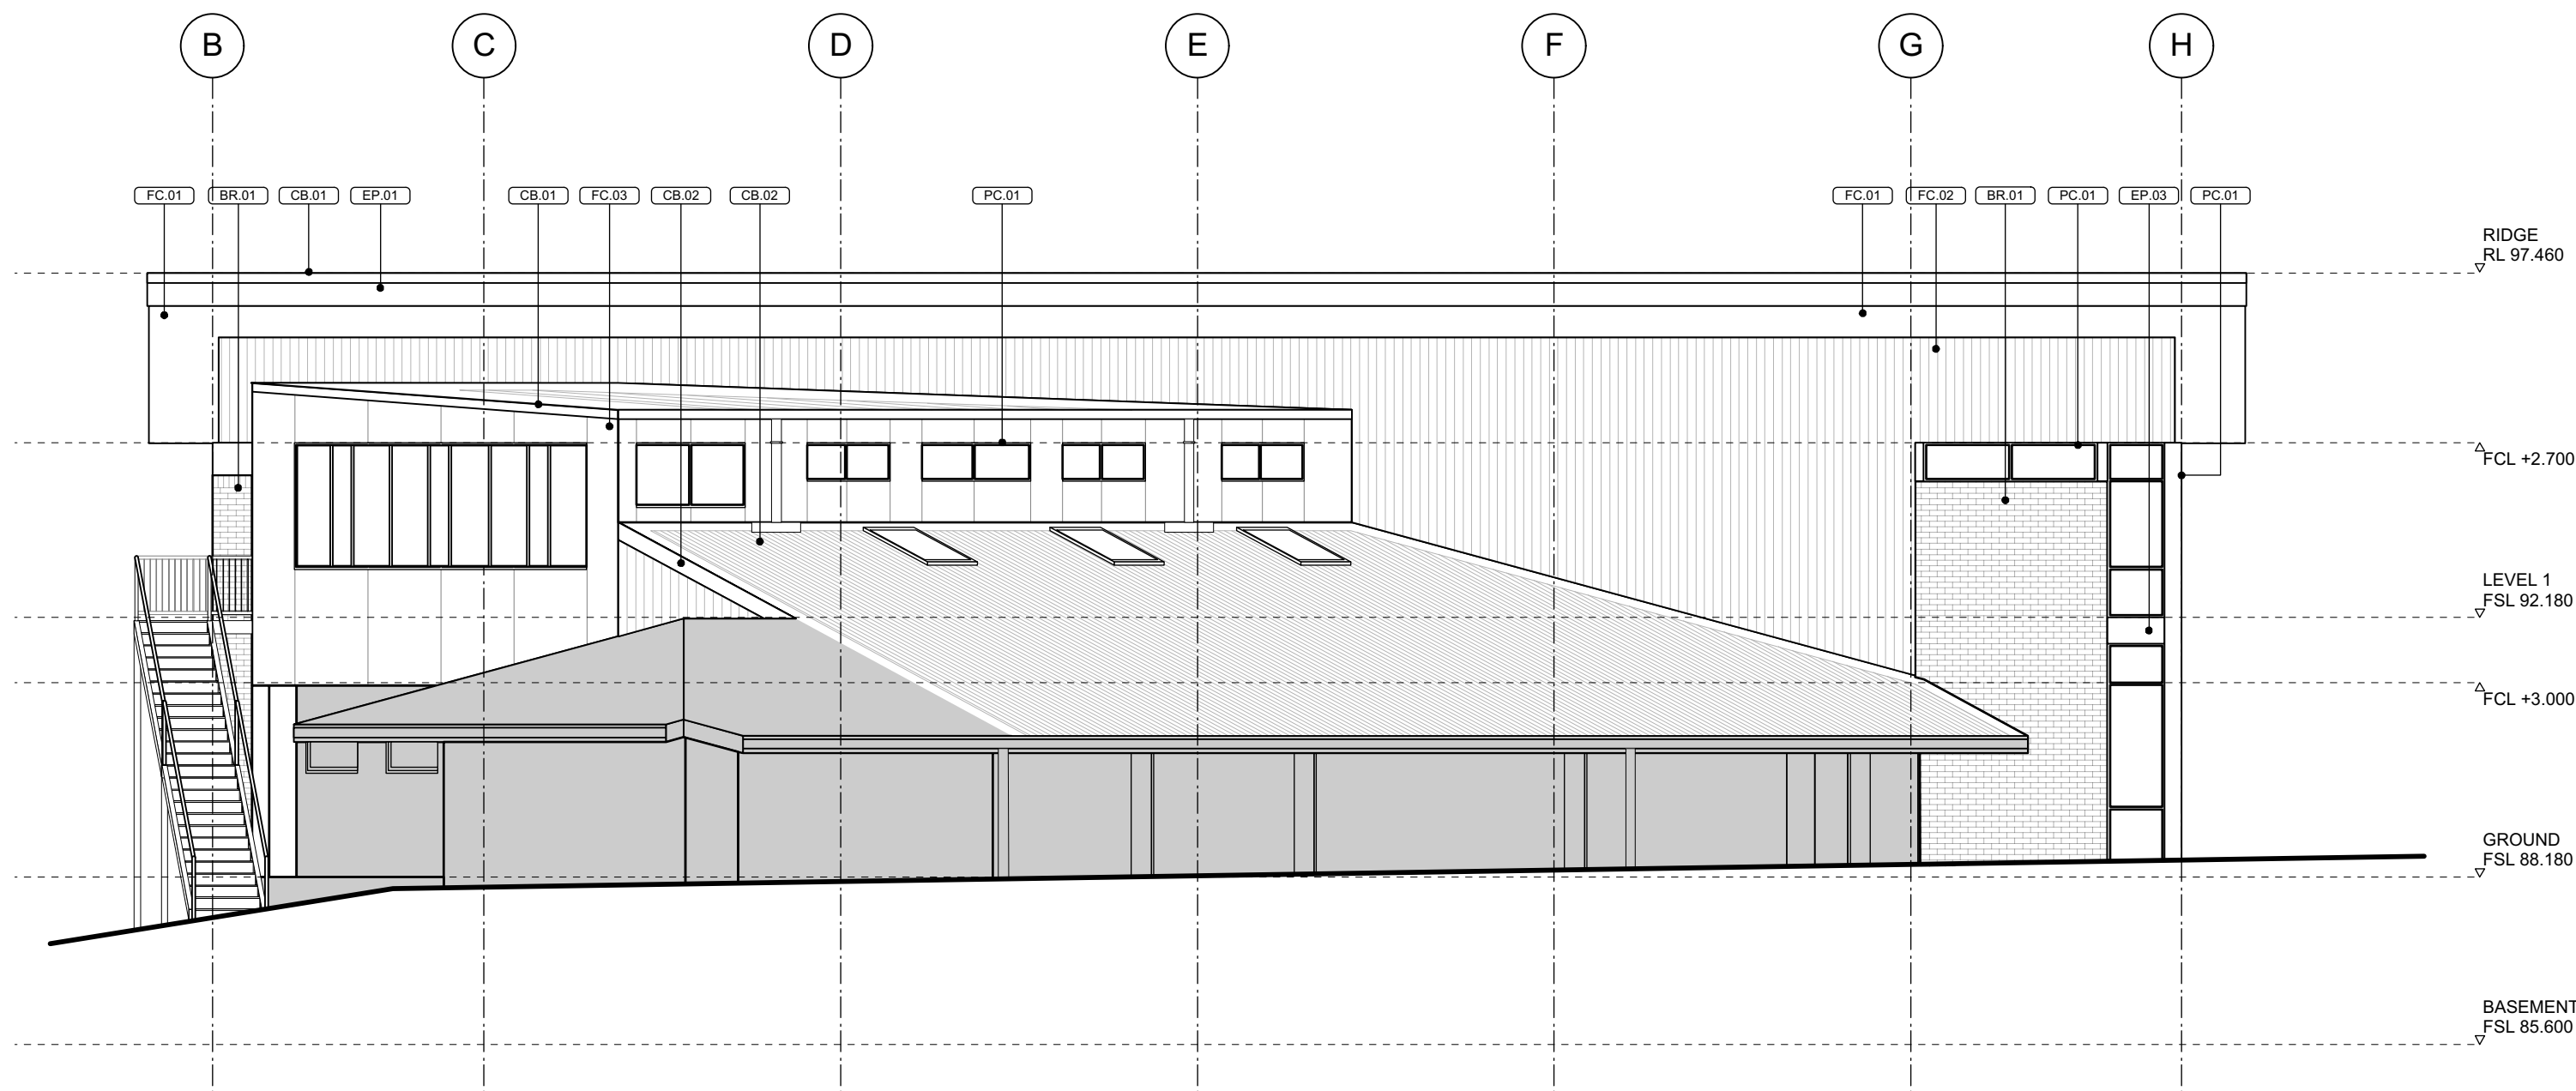 B
C
D
E
F
G
H
FC.01
BR.01
CB.01
EP.01
CB.01
FC.03
CB.02
CB.02
PC.01
FC.01
FC.02
BR.01
PC.01
EP.03
PC.01
RIDGE
RL 97.460
FCL +2.700
LEVEL 1
FSL 92.180
FCL +3.000
GROUND
FSL 88.180
BASEMENT
FSL 85.600